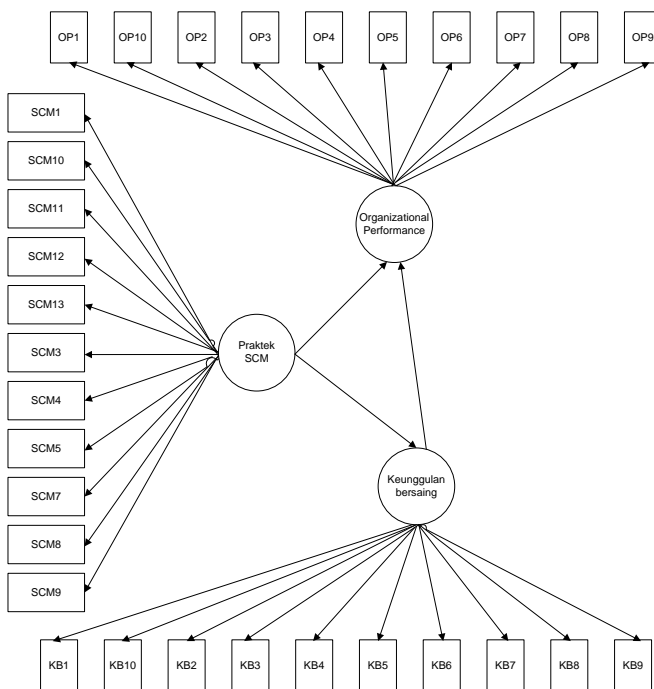 OP1
OP10
OP2
OP3
OP4
OP5
OP6
OP7
OP8
OP9
SCM1
SCM10
SCM11
SCM12
SCM13
SCM3
SCM4
SCM5
SCM7
SCM8
SCM9
Organizational
Performance
Praktek
SCM
Keunggulan
bersaing
KB1
KB10
KB2
KB3
KB4
KB5
KB6
KB7
KB8
KB9